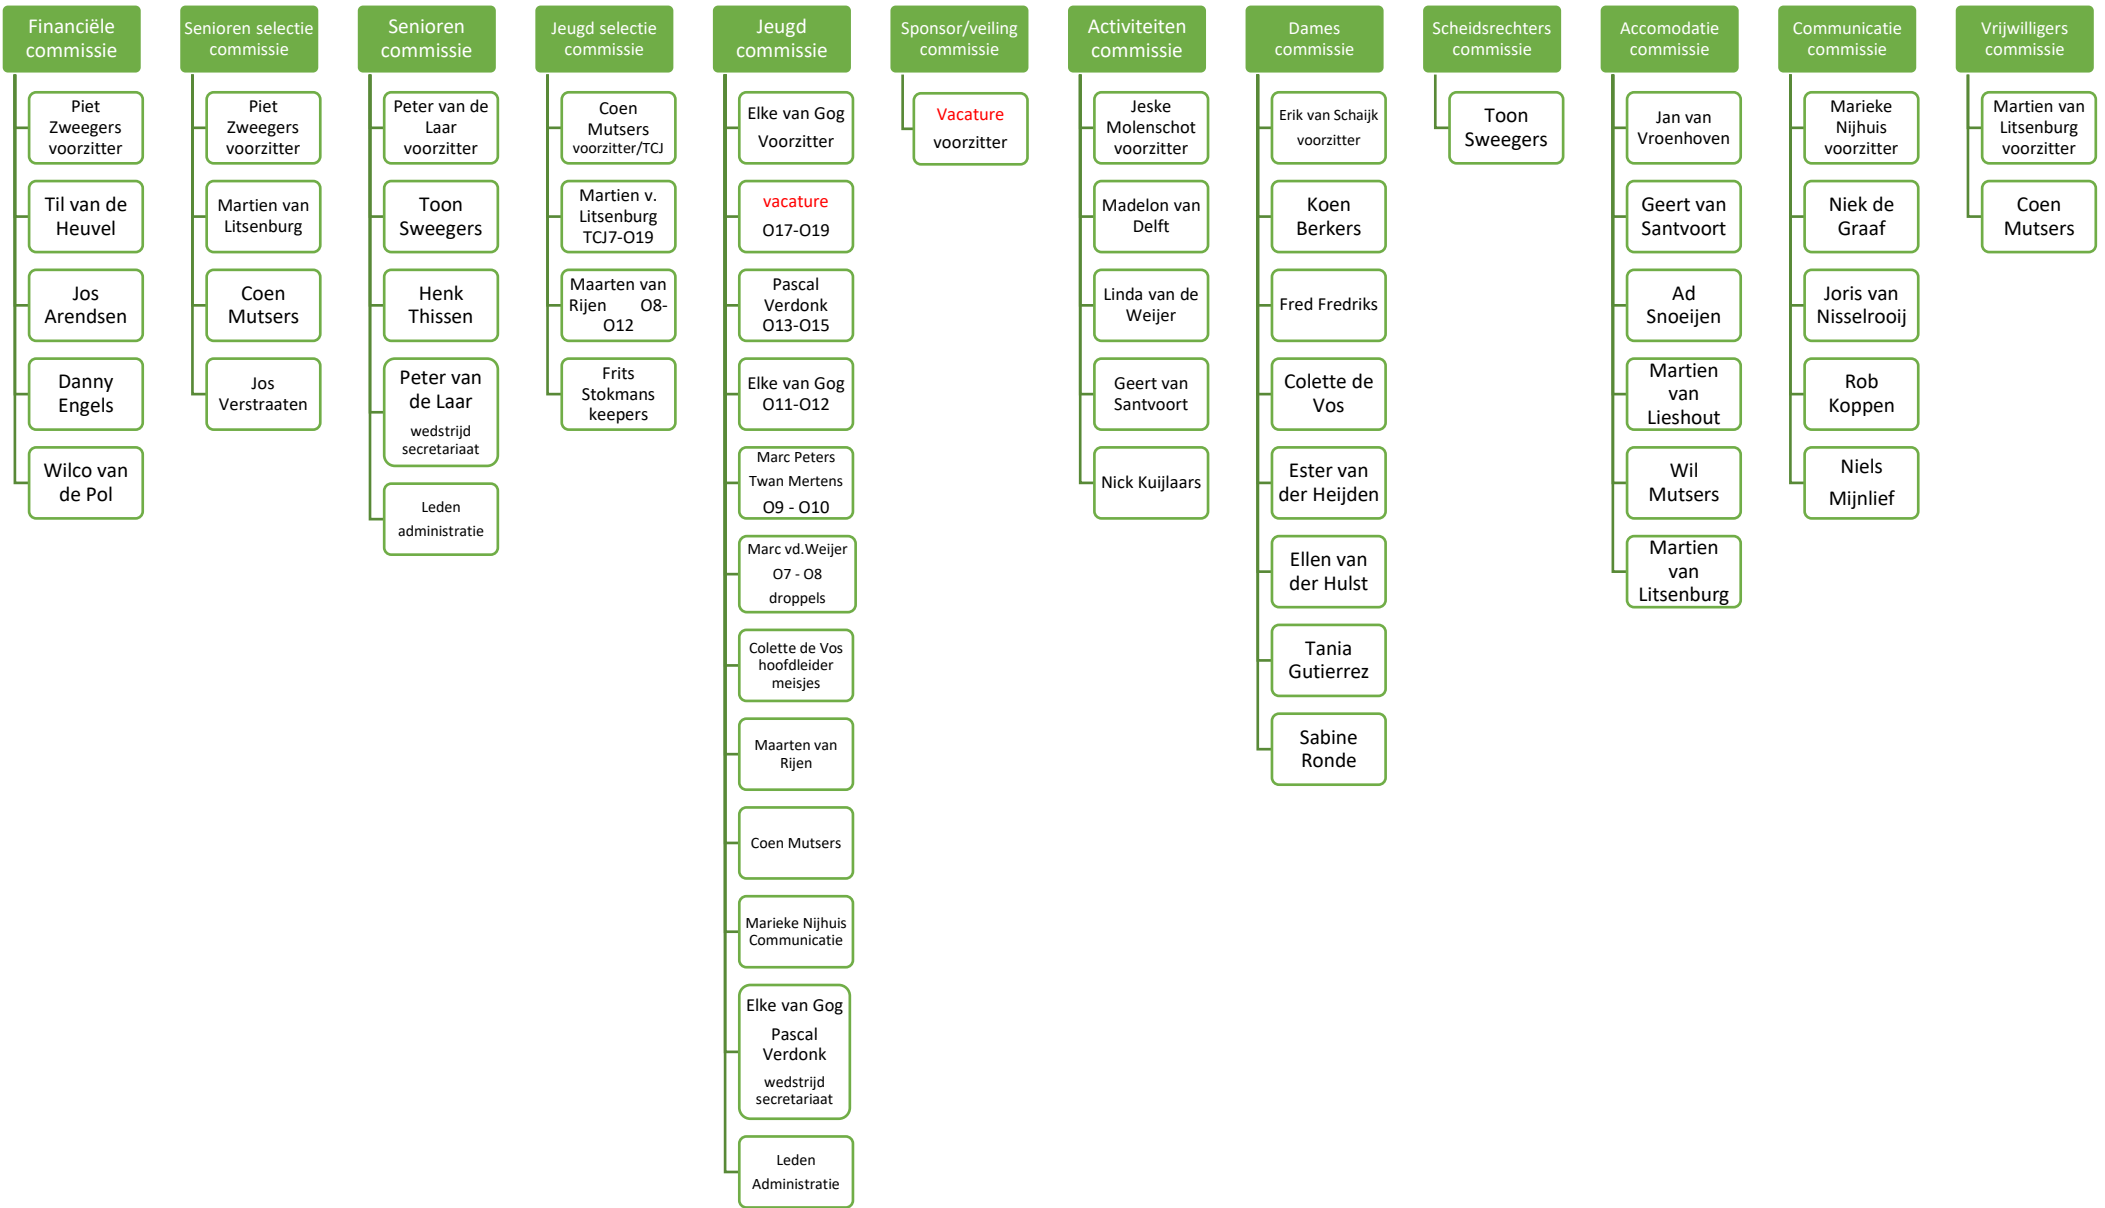 Financiële
commissie
Piet
Zweegers
voorzitter
Til van de
Heuvel
Jos
Arendsen
Danny
Engels
Wilco van
de Pol
Senioren selectie
commissie
Piet
Zweegers
voorzitter
Martien van
Litsenburg
Coen
Mutsers
Jos
Verstraaten
Senioren
commissie
Peter van de
Laar
voorzitter
Toon
Sweegers
Henk
Thissen
Peter van
de Laar
wedstrijd
secretariaat
Leden
administratie
Jeugd selectie
commissie
Coen
Mutsers
voorzitter/TCJ
Martien v.
Litsenburg
TCJ7-O19
Maarten van
Rijen O8-
O12
Frits
Stokmans
keepers
Jeugd
commissie
Elke van Gog
Voorzitter
vacature
O17-O19
Pascal
Verdonk
O13-O15
Elke van Gog
O11-O12
Marc Peters
Twan Mertens
O9 - O10
Marc vd.Weijer
O7 - O8
droppels
Colette de Vos
hoofdleider
meisjes
Maarten van
Rijen
Coen Mutsers
Marieke Nijhuis
Communicatie
Elke van Gog
Pascal
Verdonk
wedstrijd
secretariaat
Leden
Administratie
Sponsor/veiling
commissie
Vacature
voorzitter
Activiteiten
commissie
Jeske
Molenschot
voorzitter
Madelon van
Delft
Linda van de
Weijer
Geert van
Santvoort
Nick Kuijlaars
Dames
commissie
Erik van Schaijk
voorzitter
Koen
Berkers
Fred Fredriks
Colette de
Vos
Ester van
der Heijden
Ellen van
der Hulst
Tania
Gutierrez
Sabine
Ronde
Scheidsrechters
commissie
Toon
Sweegers
Accomodatie
commissie
Jan van
Vroenhoven
Geert van
Santvoort
Ad
Snoeijen
Martien
van
Lieshout
Wil
Mutsers
Martien
van
Litsenburg
Communicatie
commissie
Marieke
Nijhuis
voorzitter
Niek de
Graaf
Joris van
Nisselrooij
Rob
Koppen
Niels
Mijnlief
Vrijwilligers
commissie
Martien van
Litsenburg
voorzitter
Coen
Mutsers